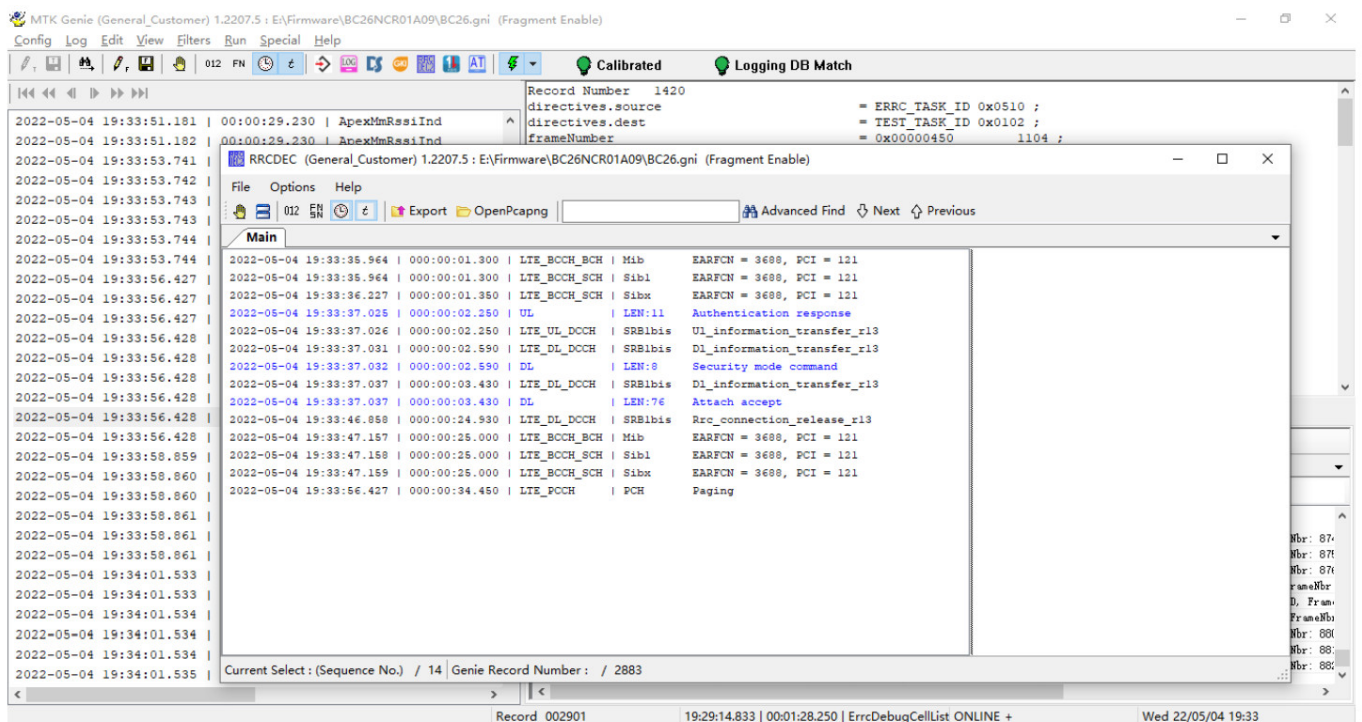 MTK Genie (General_Customer) 1.2207.5 : E:\Firmware\BC26NCR01A09\BC26.gni (Fragment Enable)
Config Log Edit View Filters Run Special Help
012 FN t LOG DS GKI AT Calibrated Logging DB Match
Record Number 1420
directives.source = ERRC_TASK_ID 0x0510 ;
directives.dest = TEST_TASK_ID 0x0102 ;
frameNumber = 0x00000450 1104 ;
2022-05-04 19:33:51.181 | 00:00:29.230 | ApexMmRssiInd
2022-05-04 19:33:51.182 | 00:00:29.230 | ApexMmRssiInd
2022-05-04 19:33:53.741 |
2022-05-04 19:33:53.742 |
2022-05-04 19:33:53.743 |
2022-05-04 19:33:53.743 |
2022-05-04 19:33:53.744 |
2022-05-04 19:33:53.744 |
2022-05-04 19:33:56.427 |
2022-05-04 19:33:56.427 |
2022-05-04 19:33:56.427 |
2022-05-04 19:33:56.428 |
2022-05-04 19:33:56.428 |
2022-05-04 19:33:56.428 |
2022-05-04 19:33:56.428 |
2022-05-04 19:33:56.428 |
2022-05-04 19:33:56.428 |
2022-05-04 19:33:58.859 |
2022-05-04 19:33:58.860 |
2022-05-04 19:33:58.860 |
2022-05-04 19:33:58.861 |
2022-05-04 19:33:58.861 |
2022-05-04 19:33:58.861 |
2022-05-04 19:34:01.533 |
2022-05-04 19:34:01.533 |
2022-05-04 19:34:01.534 |
2022-05-04 19:34:01.534 |
2022-05-04 19:34:01.534 |
2022-05-04 19:34:01.535 |
RRCDEC (General_Customer) 1.2207.5 : E:\Firmware\BC26NCR01A09\BC26.gni (Fragment Enable)
File Options Help
012 FN SN t Export OpenPcapng Advanced Find Next Previous
Main
2022-05-04 19:33:35.964 | 000:00:01.300 | LTE_BCCH_BCH | Mib EARFCN = 3688, PCI = 121
2022-05-04 19:33:35.964 | 000:00:01.300 | LTE_BCCH_SCH | Sib1 EARFCN = 3688, PCI = 121
2022-05-04 19:33:36.227 | 000:00:01.350 | LTE_BCCH_SCH | Sibx EARFCN = 3688, PCI = 121
2022-05-04 19:33:37.025 | 000:00:02.250 | UL | LEN:11 Authentication response
2022-05-04 19:33:37.026 | 000:00:02.250 | LTE_UL_DCCH | SRB1bis Ul_information_transfer_r13
2022-05-04 19:33:37.031 | 000:00:02.590 | LTE_DL_DCCH | SRB1bis Dl_information_transfer_r13
2022-05-04 19:33:37.032 | 000:00:02.590 | DL | LEN:8 Security mode command
2022-05-04 19:33:37.037 | 000:00:03.430 | LTE_DL_DCCH | SRB1bis Dl_information_transfer_r13
2022-05-04 19:33:37.037 | 000:00:03.430 | DL | LEN:76 Attach accept
2022-05-04 19:33:46.858 | 000:00:24.930 | LTE_DL_DCCH | SRB1bis Rrc_connection_release_r13
2022-05-04 19:33:47.157 | 000:00:25.000 | LTE_BCCH_BCH | Mib EARFCN = 3688, PCI = 121
2022-05-04 19:33:47.158 | 000:00:25.000 | LTE_BCCH_SCH | Sib1 EARFCN = 3688, PCI = 121
2022-05-04 19:33:47.159 | 000:00:25.000 | LTE_BCCH_SCH | Sibx EARFCN = 3688, PCI = 121
2022-05-04 19:33:56.427 | 000:00:34.450 | LTE_PCCH | PCH Paging
Current Select : (Sequence No.) / 14 Genie Record Number : / 2883
Record 002901 19:29:14.833 | 00:01:28.250 | ErrcDebugCellList ONLINE + Wed 22/05/04 19:33